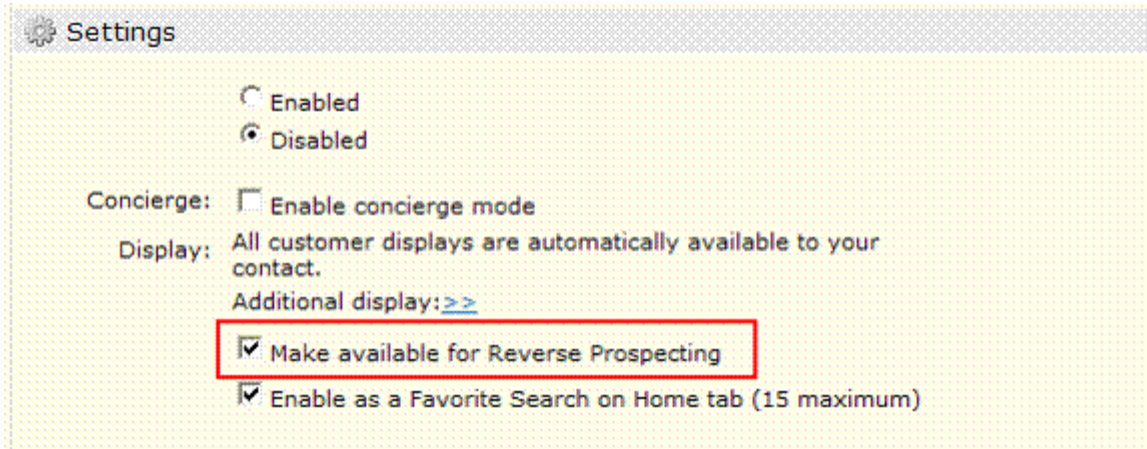 Settings
Enabled
Disabled
Concierge: Enable concierge mode
Display: All customer displays are automatically available to your
contact.
Additional display:>>
Make available for Reverse Prospecting
Enable as a Favorite Search on Home tab (15 maximum)